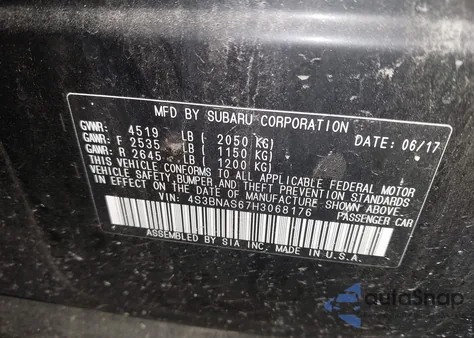 MFD BY SUBARU CORPORATION
GVWR: 4519 LB ( 2050 KG) DATE: 06/17
GAWR: F 2535 LB ( 1150 KG)
GAWR: R 2645 LB ( 1200 KG)
THIS VEHICLE CONFORMS TO ALL APPLICABLE FEDERAL MOTOR
VEHICLE SAFETY BUMPER, AND THEFT PREVENTION STANDARDS
IN EFFECT ON THE DATE OF MANUFACTURE SHOWN ABOVE.
VIN: 4S3BNAS67H3068176 PASSENGER CAR
ASSEMBLED BY SIA INC. MADE IN U.S.A.
autoSnap